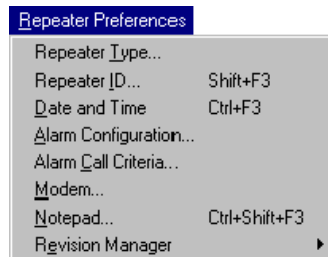 Repeater Preferences
Repeater Type...
Repeater ID... Shift+F3
Date and Time Ctrl+F3
Alarm Configuration...
Alarm Call Criteria...
Modem...
Notepad... Ctrl+Shift+F3
Revision Manager